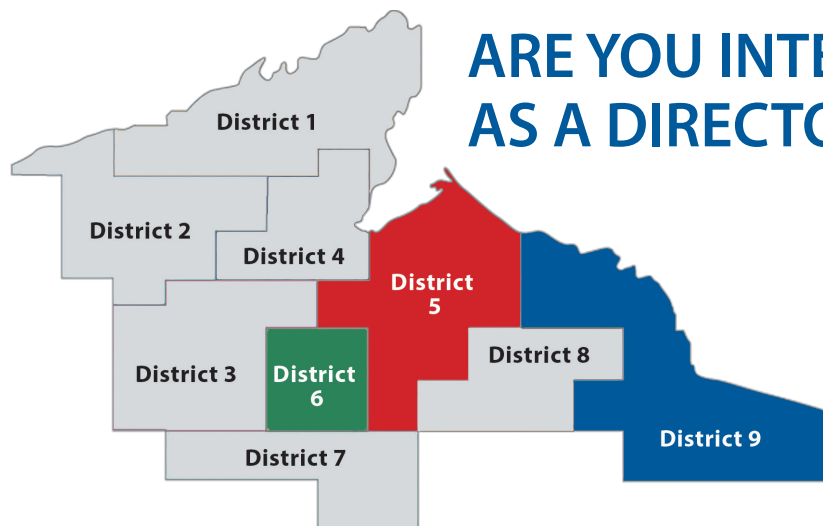 ARE YOU INTE
AS A DIRECTO
District 1
District 2
District 4
District
5
District 3
District
6
District 8
District 9
District 7